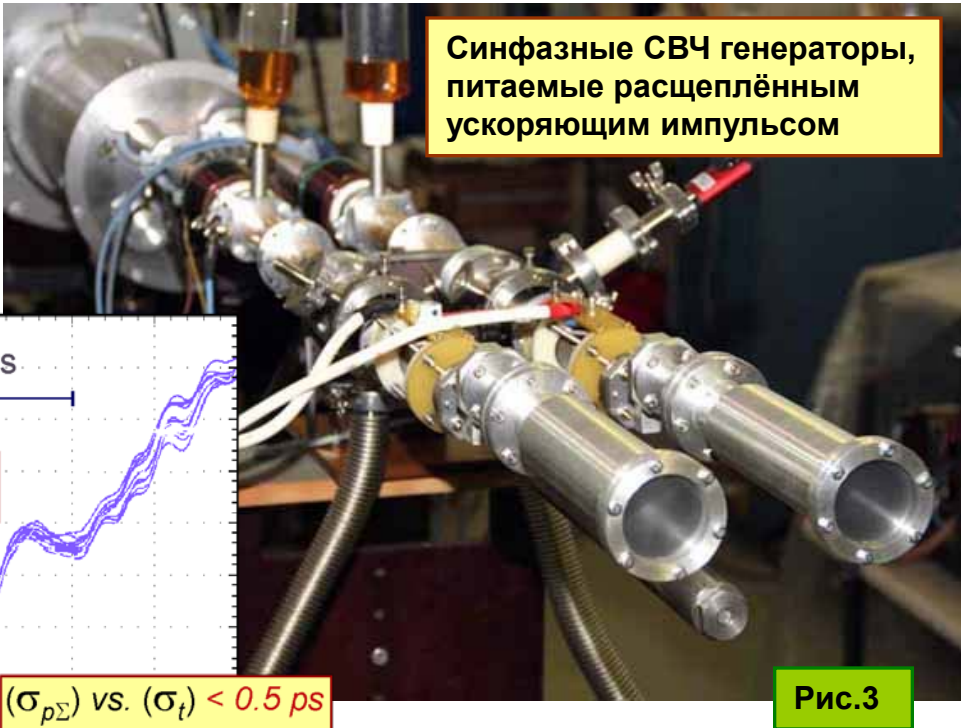 Синфазные СВЧ генераторы,
питаемые расщеплённым
ускоряющим импульсом
s
(σpΣ) vs. (σt) < 0.5 ps
Рис.3